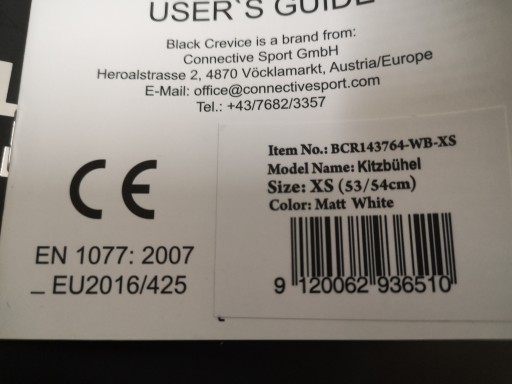 USER`S GUIDE
Black Crevice is a brand from:
Connective Sport GmbH
Heroalstrasse 2, 4870 Vöcklamarkt, Austria/Europe
E-Mail: office@connectivesport.com
Tel.: +43/7682/3357
CE
EN 1077: 2007
_ EU2016/425
Item No.: BCR143764-WB-XS
Model Name: Kitzbühel
Size: XS (53/54cm)
Color: Matt White
9 120062 936510